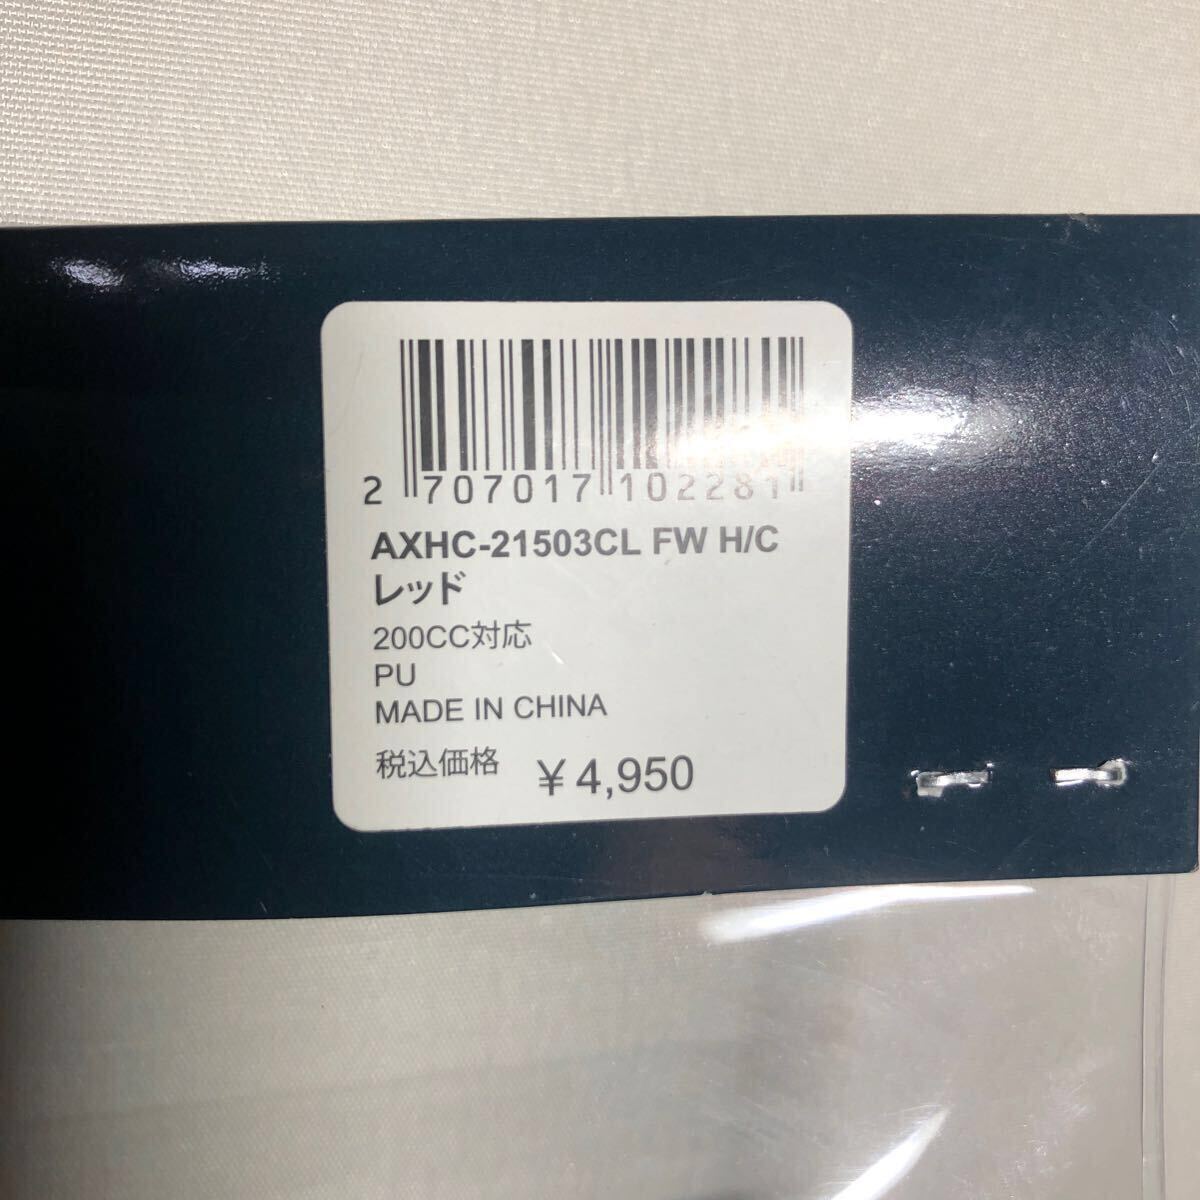 2 707017 102281
AXHC-21503CL FW H/C
レッド
200CC対応
PU
MADE IN CHINA
税込価格 ¥4,950